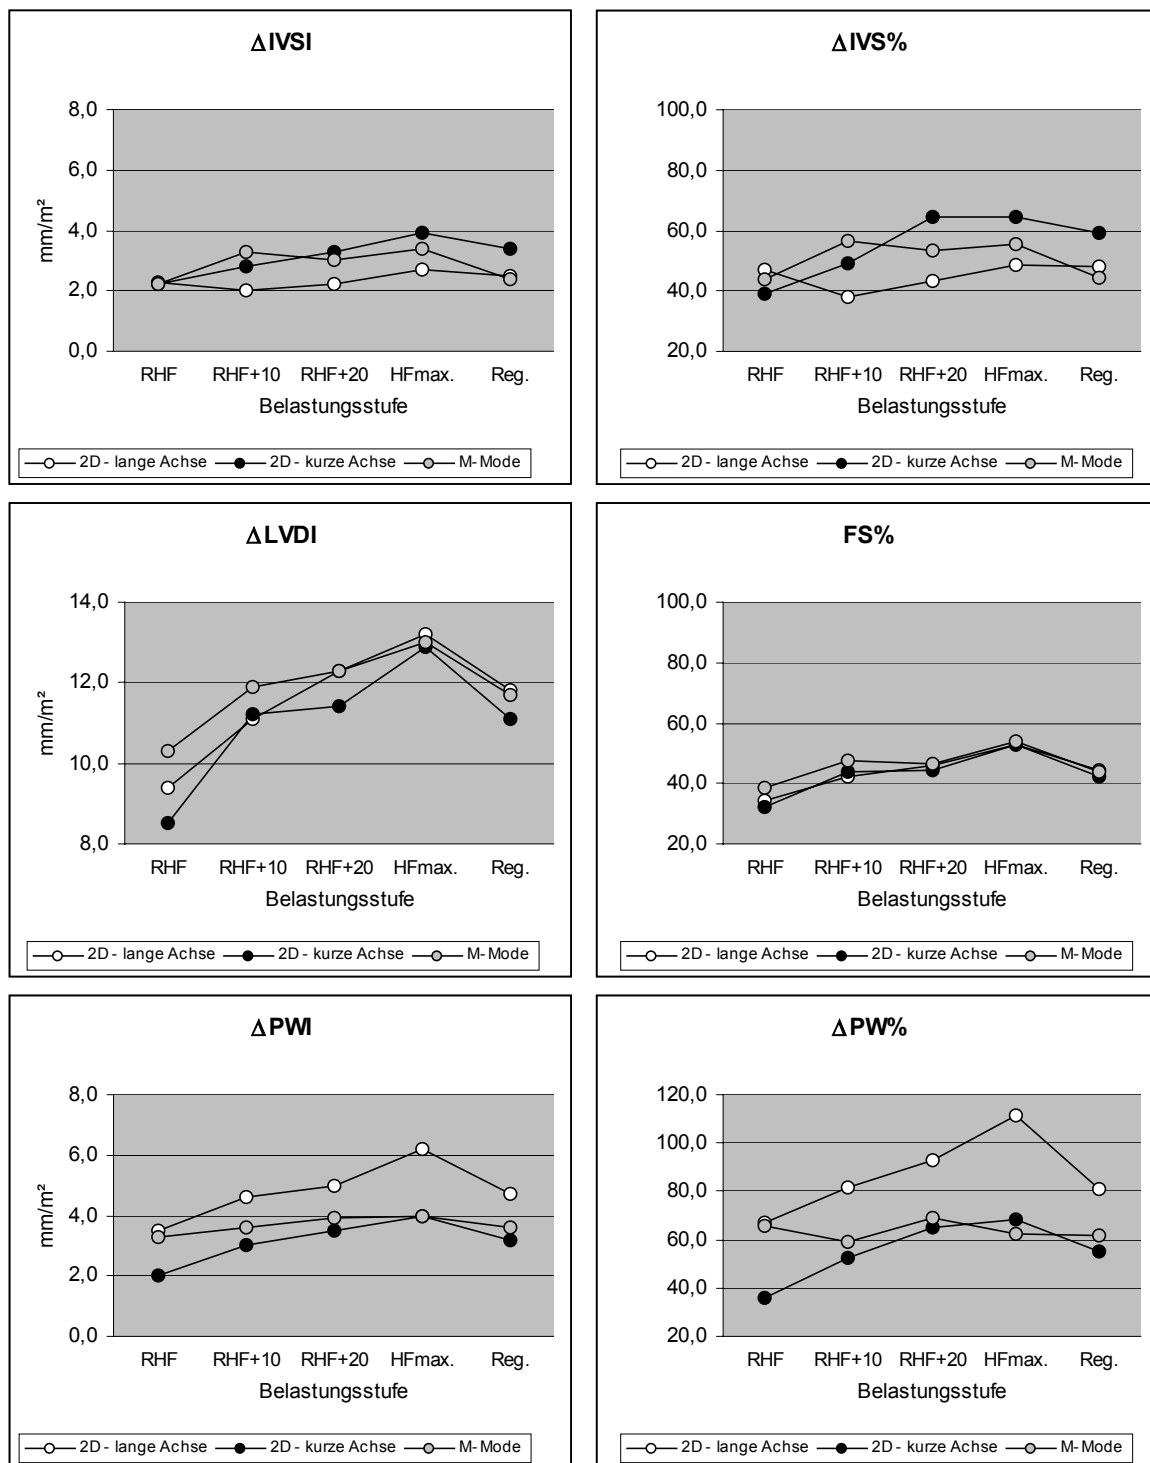 ΔIVSI
8,0
6,0
4,0
2,0
0,0
mm/m²
RHF RHF+10 RHF+20 HFmax. Reg.
Belastungsstufe
2D - lange Achse 2D - kurze Achse M-Mode
ΔIVS%
100,0
80,0
60,0
40,0
20,0
RHF RHF+10 RHF+20 HFmax. Reg.
Belastungsstufe
2D - lange Achse 2D - kurze Achse M-Mode
ΔLVDI
14,0
12,0
10,0
8,0
mm/m²
RHF RHF+10 RHF+20 HFmax. Reg.
Belastungsstufe
2D - lange Achse 2D - kurze Achse M-Mode
FS%
100,0
80,0
60,0
40,0
20,0
RHF RHF+10 RHF+20 HFmax. Reg.
Belastungsstufe
2D - lange Achse 2D - kurze Achse M-Mode
ΔPWI
8,0
6,0
4,0
2,0
0,0
mm/m²
RHF RHF+10 RHF+20 HFmax. Reg.
Belastungsstufe
2D - lange Achse 2D - kurze Achse M-Mode
ΔPW%
120,0
100,0
80,0
60,0
40,0
20,0
RHF RHF+10 RHF+20 HFmax. Reg.
Belastungsstufe
2D - lange Achse 2D - kurze Achse M-Mode